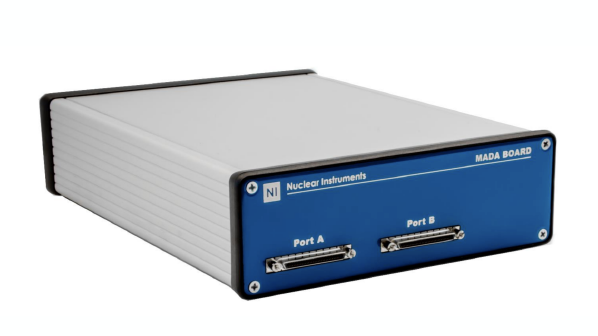 NI Nuclear Instruments
MADA BOARD
Port A
Port B